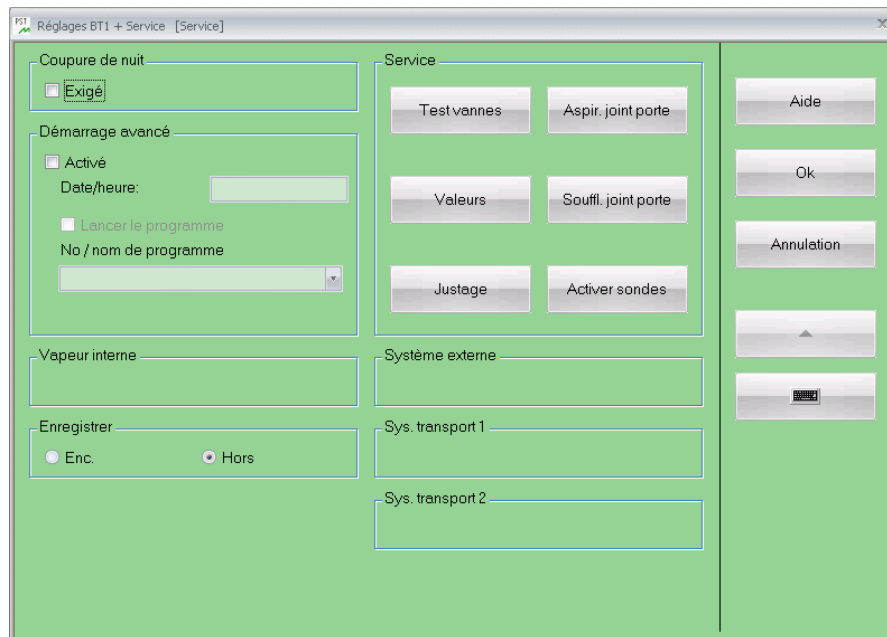 PST Réglages BT1 + Service [Service]
Coupure de nuit
Exigé
Démarrage avancé
Activé
Date/heure:
Lancer le programme
No / nom de programme
Vapeur interne
Enregistrer
Enc. Hors
Service
Test vannes Aspir. joint porte
Valeurs Souffl. joint porte
Justage Activer sondes
Système externe
Sys. transport 1
Sys. transport 2
Aide
Ok
Annulation